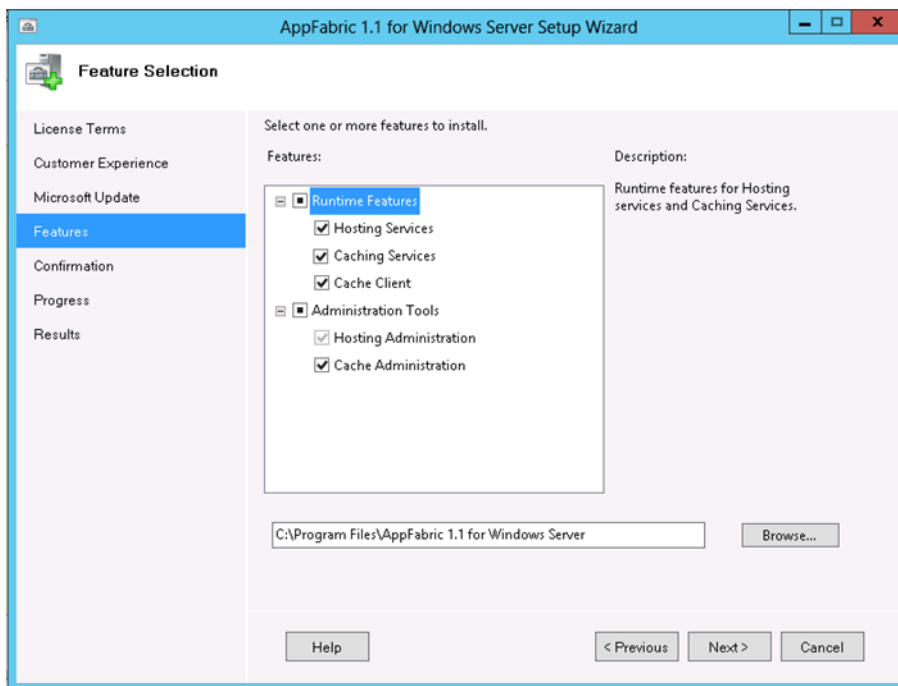 AppFabric 1.1 for Windows Server Setup Wizard
Feature Selection
License Terms
Customer Experience
Microsoft Update
Features
Confirmation
Progress
Results
Select one or more features to install.
Features:
Runtime Features
Hosting Services
Caching Services
Cache Client
Administration Tools
Hosting Administration
Cache Administration
Description:
Runtime features for Hosting
services and Caching Services.
C:\Program Files\AppFabric 1.1 for Windows Server
Browse...
Help
< Previous
Next >
Cancel